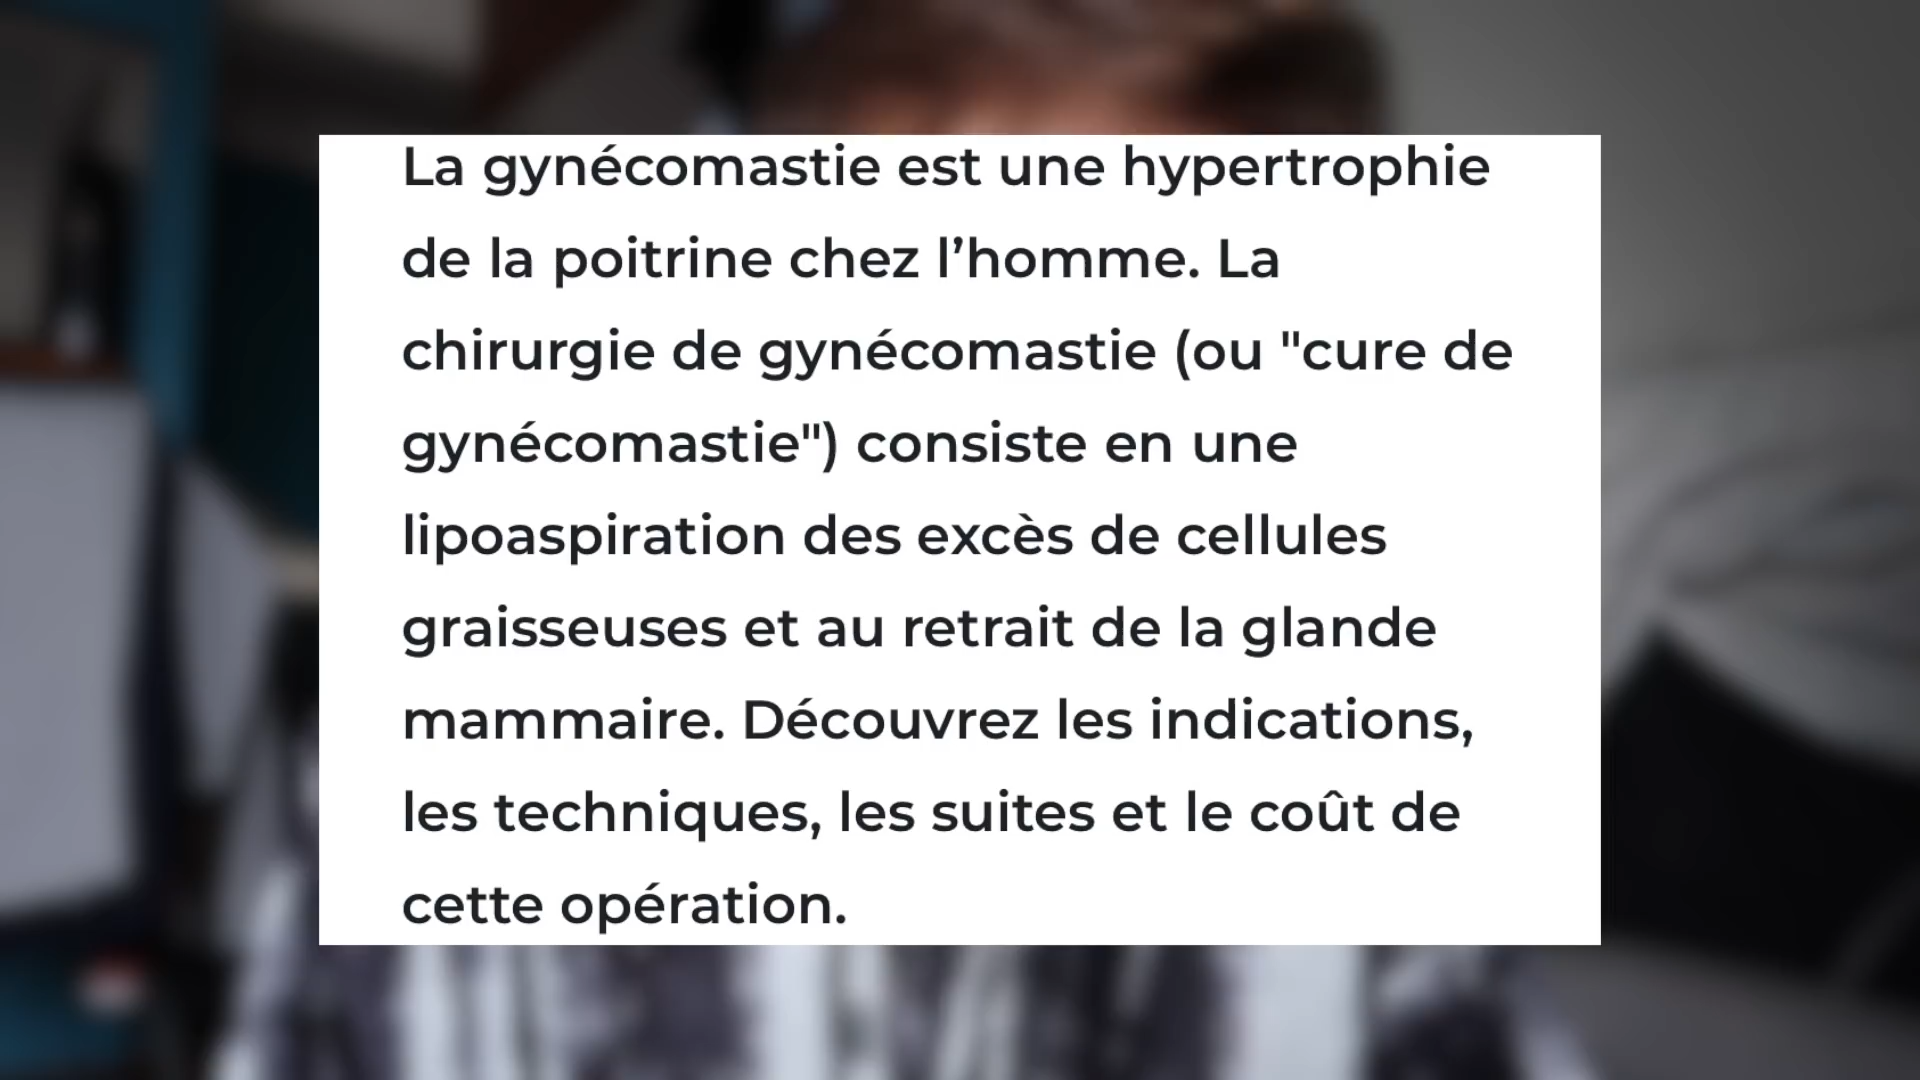 La gynécomastie est une hypertrophie
de la poitrine chez l’homme. La
chirurgie de gynécomastie (ou "cure de
gynécomastie") consiste en une
lipoaspiration des excès de cellules
graisseuses et au retrait de la glande
mammaire. Découvrez les indications,
les techniques, les suites et le coût de
cette opération.